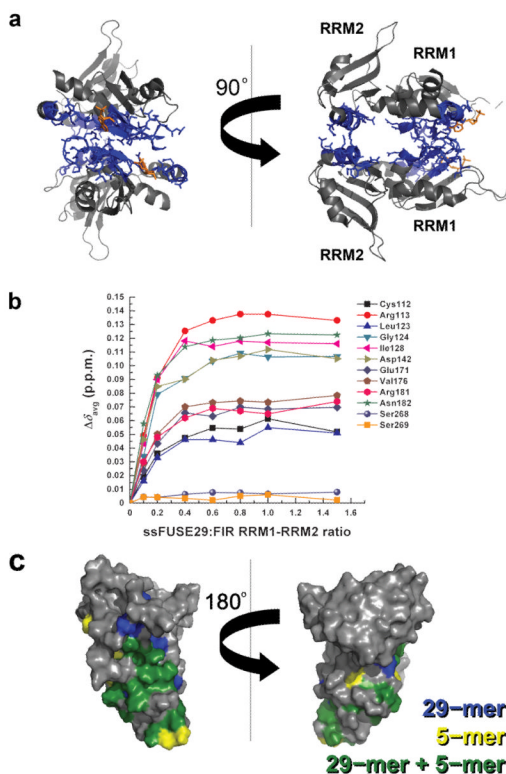 a
RRM2
RRM1
90°
RRM2
RRM1
b
0.15
0.14
0.13
0.12
0.11
0.10
0.09
0.08
0.07
0.06
0.05
0.04
0.03
0.02
0.01
0
Δδavg (p.p.m.)
0 0.2 0.4 0.6 0.8 1.0 1.2 1.4 1.6
ssFUSE29:FIR RRM1-RRM2 ratio
Cys112
Arg113
Leu123
Gly124
Ile128
Asp142
Glu171
Val176
Arg181
Asn182
Ser268
Ser269
c
180°
29-mer
5-mer
29-mer + 5-mer